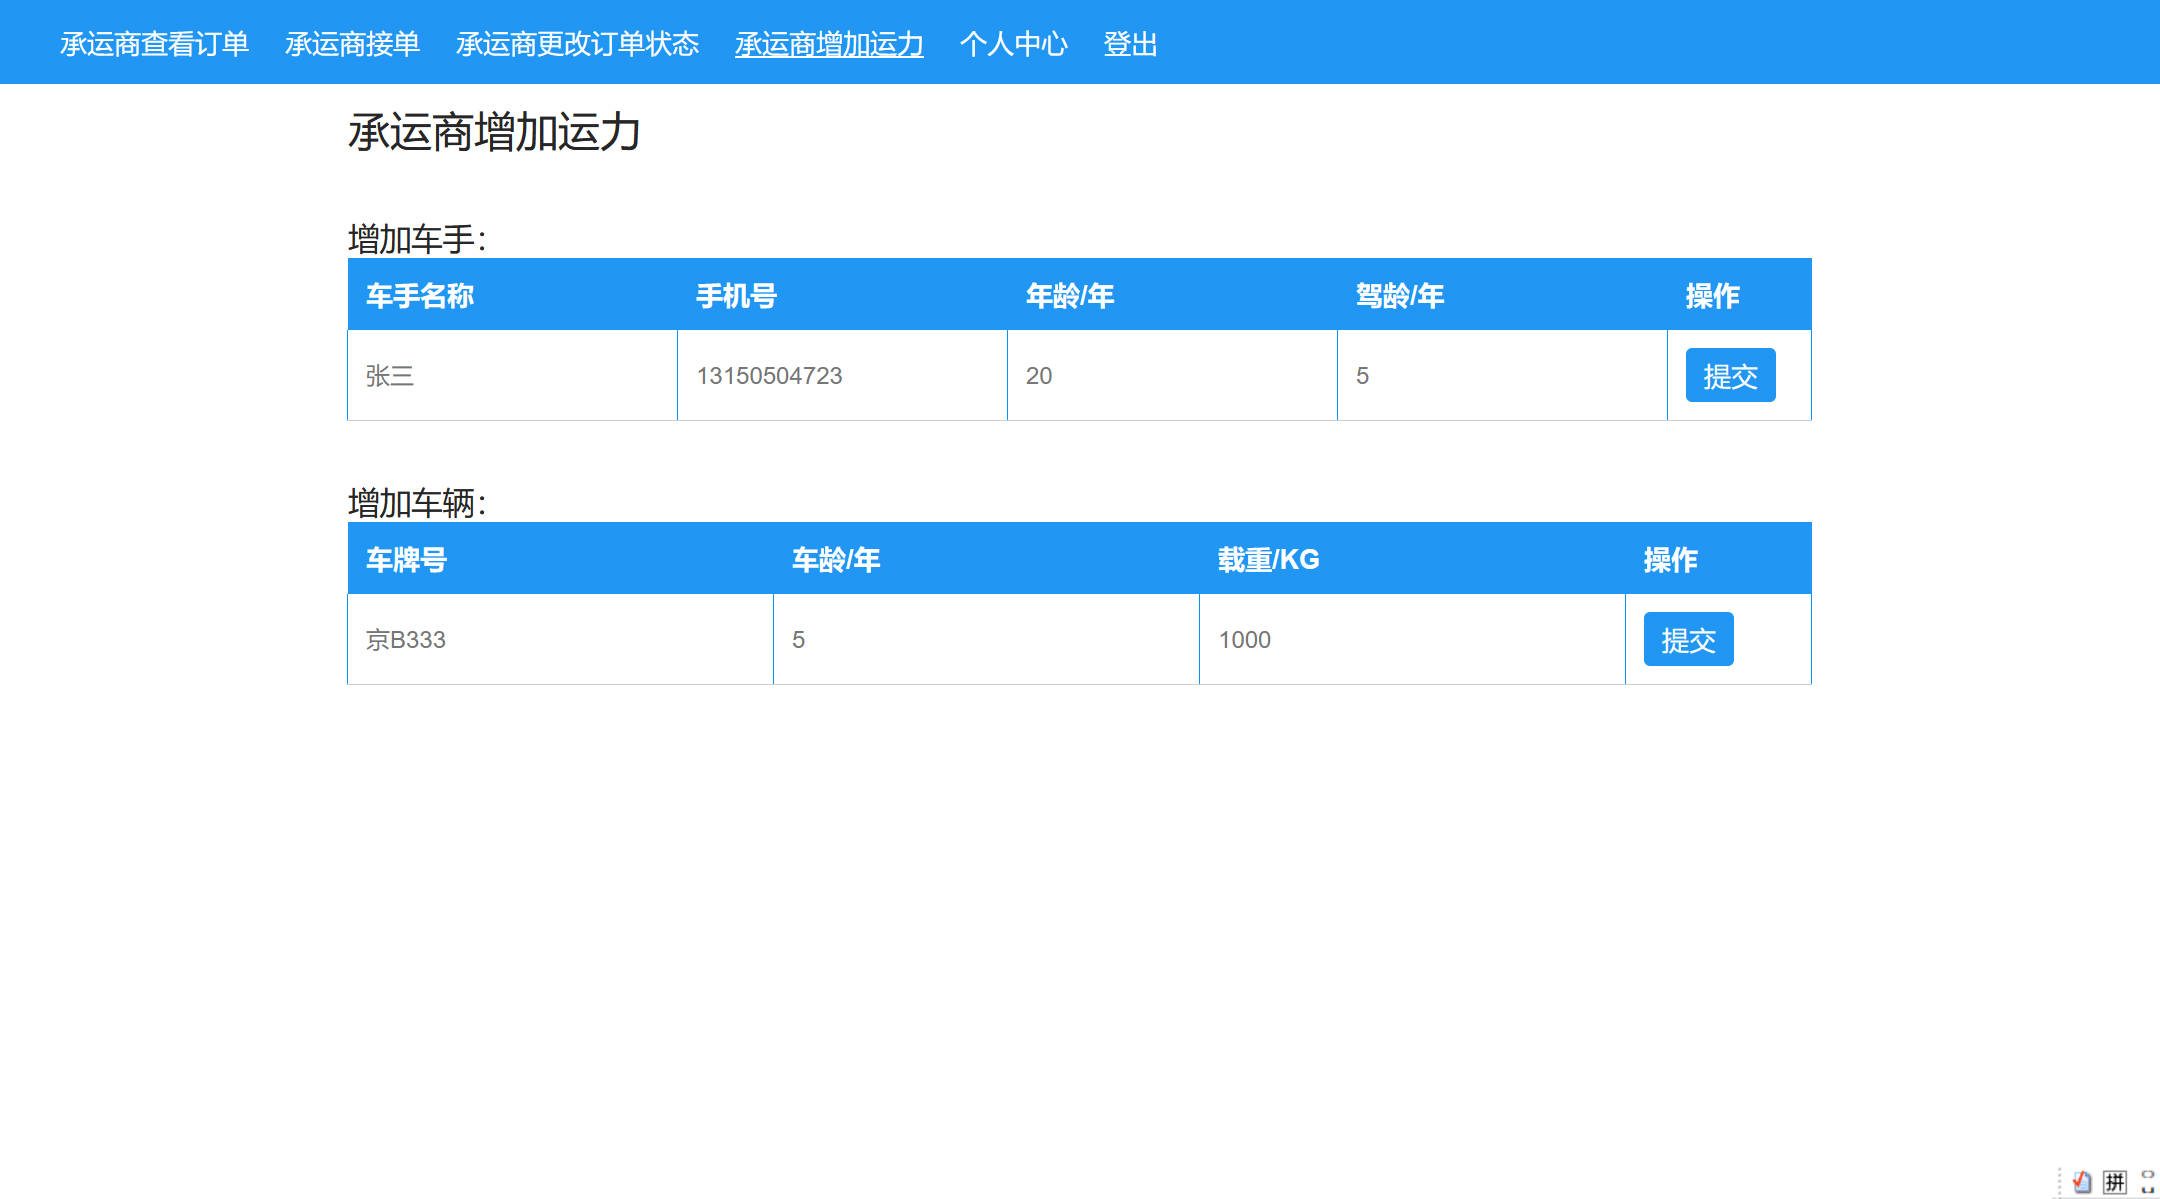 承运商查看订单 承运商接单 承运商更改订单状态 承运商增加运力 个人中心 登出
承运商增加运力
增加车手：
车手名称 手机号 年龄/年 驾龄/年 操作
张三 13150504723 20 5 提交
增加车辆：
车牌号 车龄/年 载重/KG 操作
京B333 5 1000 提交
拼